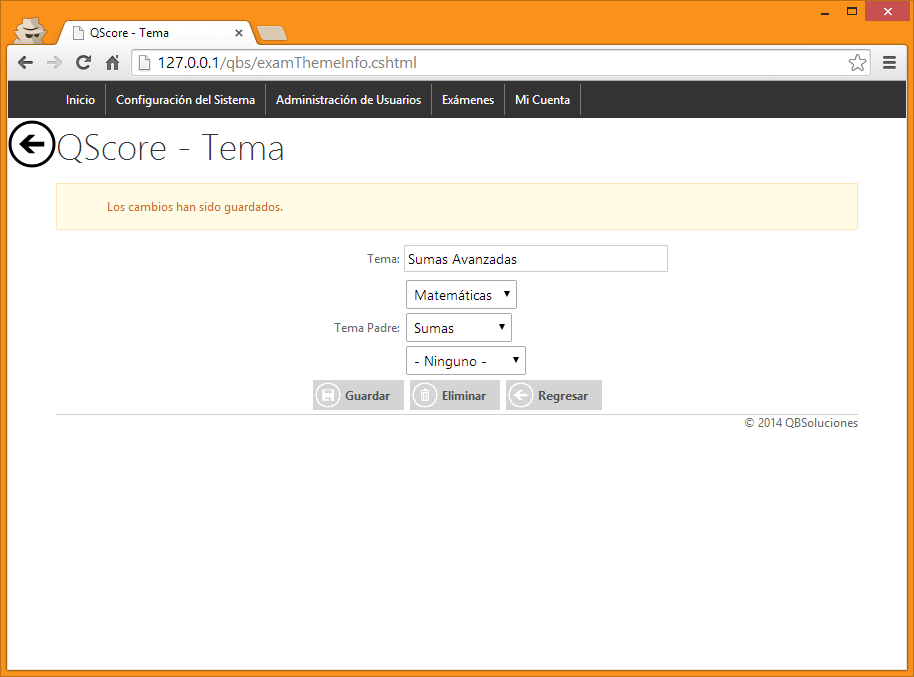 QScore - Tema
127.0.0.1/qbs/examThemeInfo.cshtml
Inicio Configuración del Sistema Administración de Usuarios Exámenes Mi Cuenta
QScore - Tema
Los cambios han sido guardados.
Tema: Sumas Avanzadas
Matemáticas
Tema Padre: Sumas
- Ninguno -
Guardar Eliminar Regresar
© 2014 QBSoluciones